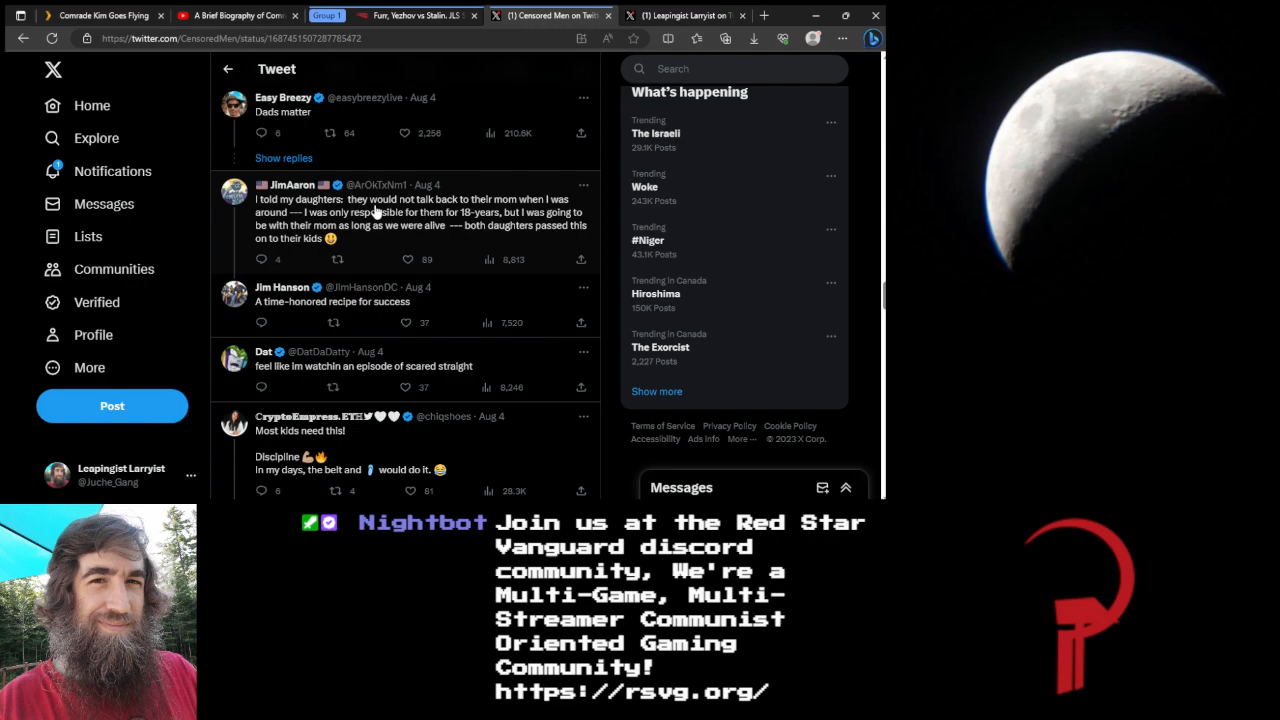 Comrade Kim Goes Flying
A Brief Biography of Com
Group 1
Furr, Yezhov vs Stalin. JLS
(1) Censored Men on Twit
(1) Leapingist Larryist on T
https://twitter.com/CensoredMen/status/1687451507287785472
Home
Explore
1
Notifications
Messages
Lists
Communities
Verified
Profile
More
Post
Leapingist Larryist
@Juche_Gang
Tweet
Easy Breezy @easybreezylive · Aug 4
Dads matter
6 64 2,256 210.6K
Show replies
JimAaron @ArOkTxNm1 · Aug 4
I told my daughters: they would not talk back to their mom when I was
around --- I was only responsible for them for 18-years, but I was going to
be with their mom as long as we were alive --- both daughters passed this
on to their kids 😃
4 89 8,813
Jim Hanson @JimHansonDC · Aug 4
A time-honored recipe for success
37 7,520
Dat @DatDaDatty · Aug 4
feel like im watchin an episode of scared straight
37 8,246
CryptoEmpress.ETH @chiqshoes · Aug 4
Most kids need this!
Discipline 💪🔥
In my days, the belt and 🩴 would do it. 😂
6 4 81 28.3K
Search
What's happening
Trending
The Israeli
29.1K Posts
Trending
Woke
243K Posts
Trending
#Niger
43.1K Posts
Trending in Canada
Hiroshima
150K Posts
Trending in Canada
The Exorcist
2,227 Posts
Show more
Terms of Service Privacy Policy Cookie Policy
Accessibility Ads info More ··· © 2023 X Corp.
Messages
Nightbot Join us at the Red Star
Vanguard discord
community, We're a
Multi-Game, Multi-
Streamer Communist
Oriented Gaming
Community!
https://rsvg.org/